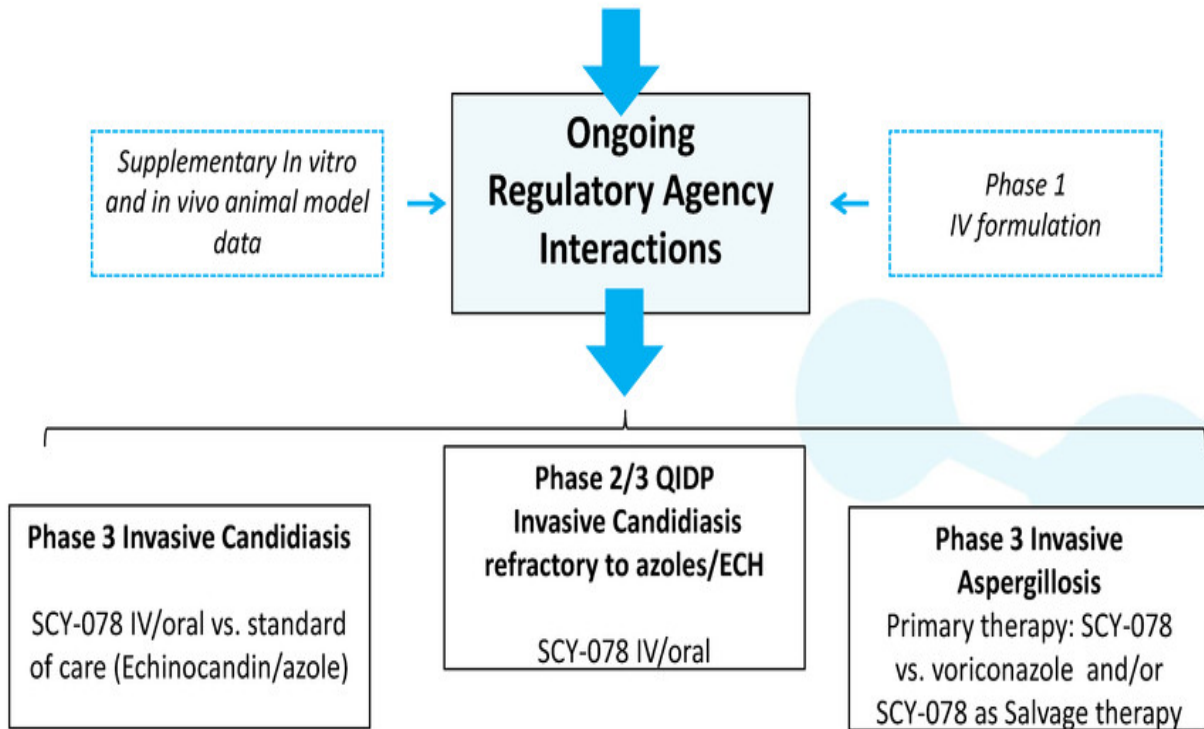 Ongoing
Regulatory Agency
Interactions
Supplementary In vitro
and in vivo animal model
data
Phase 1
IV formulation
Phase 3 Invasive Candidiasis
SCY-078 IV/oral vs. standard
of care (Echinocandin/azole)
Phase 2/3 QIDP
Invasive Candidiasis
refractory to azoles/ECH
SCY-078 IV/oral
Phase 3 Invasive
Aspergillosis
Primary therapy: SCY-078
vs. voriconazole and/or
SCY-078 as Salvage therapy